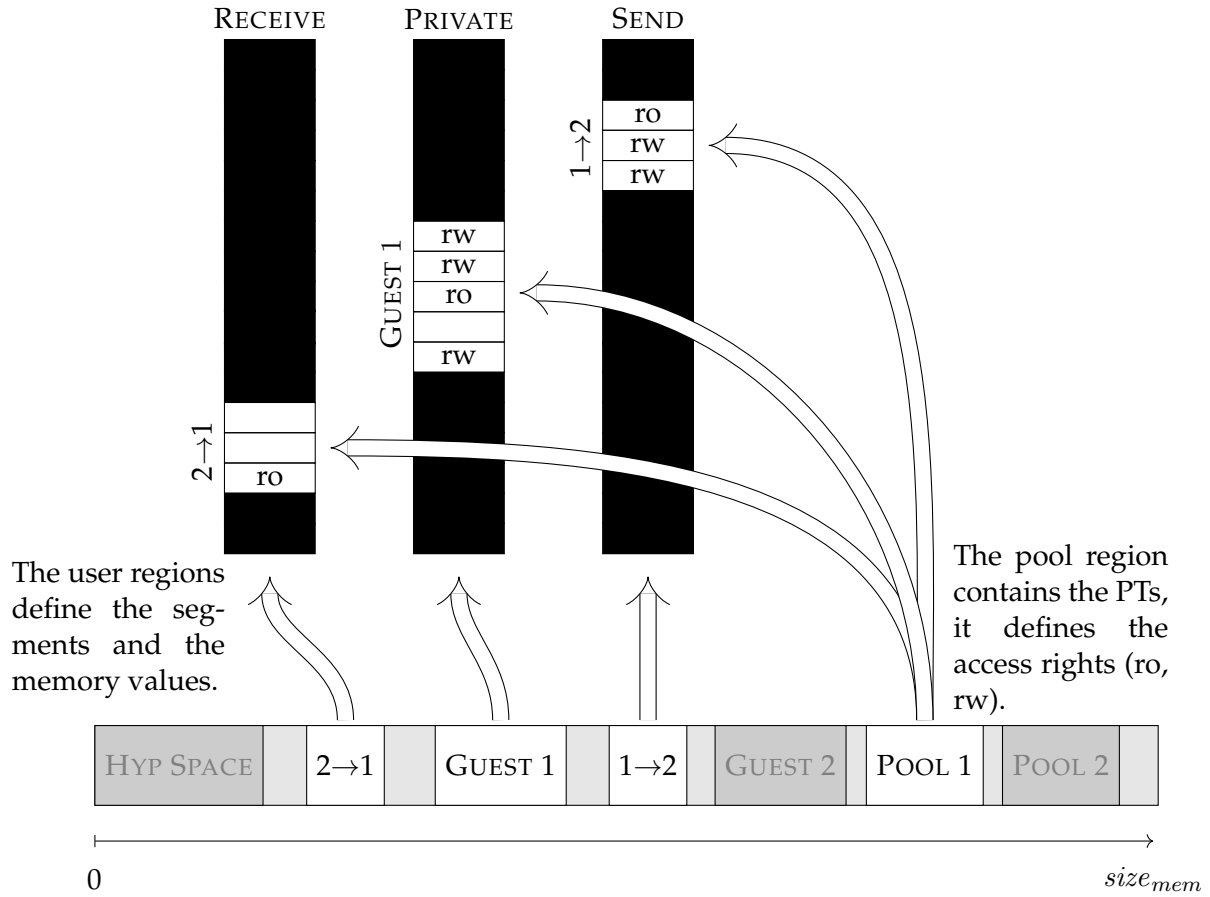 RECEIVE
PRIVATE
SEND
1→2
ro
rw
rw
GUEST 1
rw
rw
ro
rw
2→1
ro
The user regions
define the seg-
ments and the
memory values.
The pool region
contains the PTs,
it defines the
access rights (ro,
rw).
HYP SPACE
2→1
GUEST 1
1→2
GUEST 2
POOL 1
POOL 2
0
size_mem